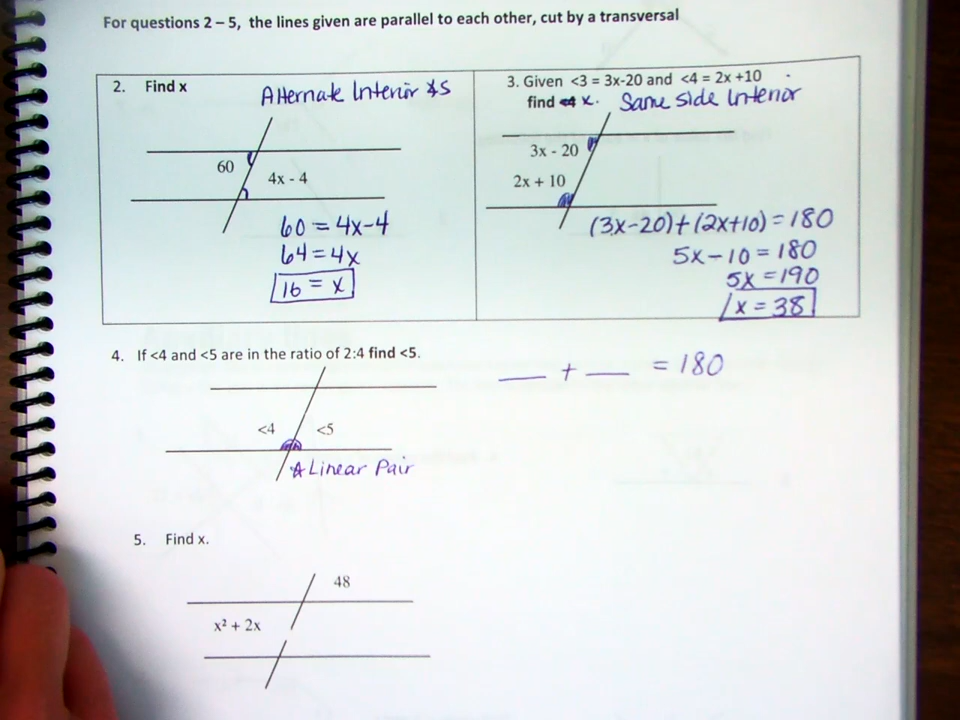 For questions 2 – 5, the lines given are parallel to each other, cut by a transversal
2. Find x
Alternate Interior ∡s
60
4x - 4
60 = 4x-4
64 = 4x
16 = x
3. Given <3 = 3x-20 and <4 = 2x +10
find <4 x. Same side Interior
3x - 20
2x + 10
(3x-20)+(2x+10) = 180
5x-10 = 180
5x = 190
x = 38
4. If <4 and <5 are in the ratio of 2:4 find <5.
__ + __ = 180
<4 <5
Linear Pair
5. Find x.
48
x² + 2x